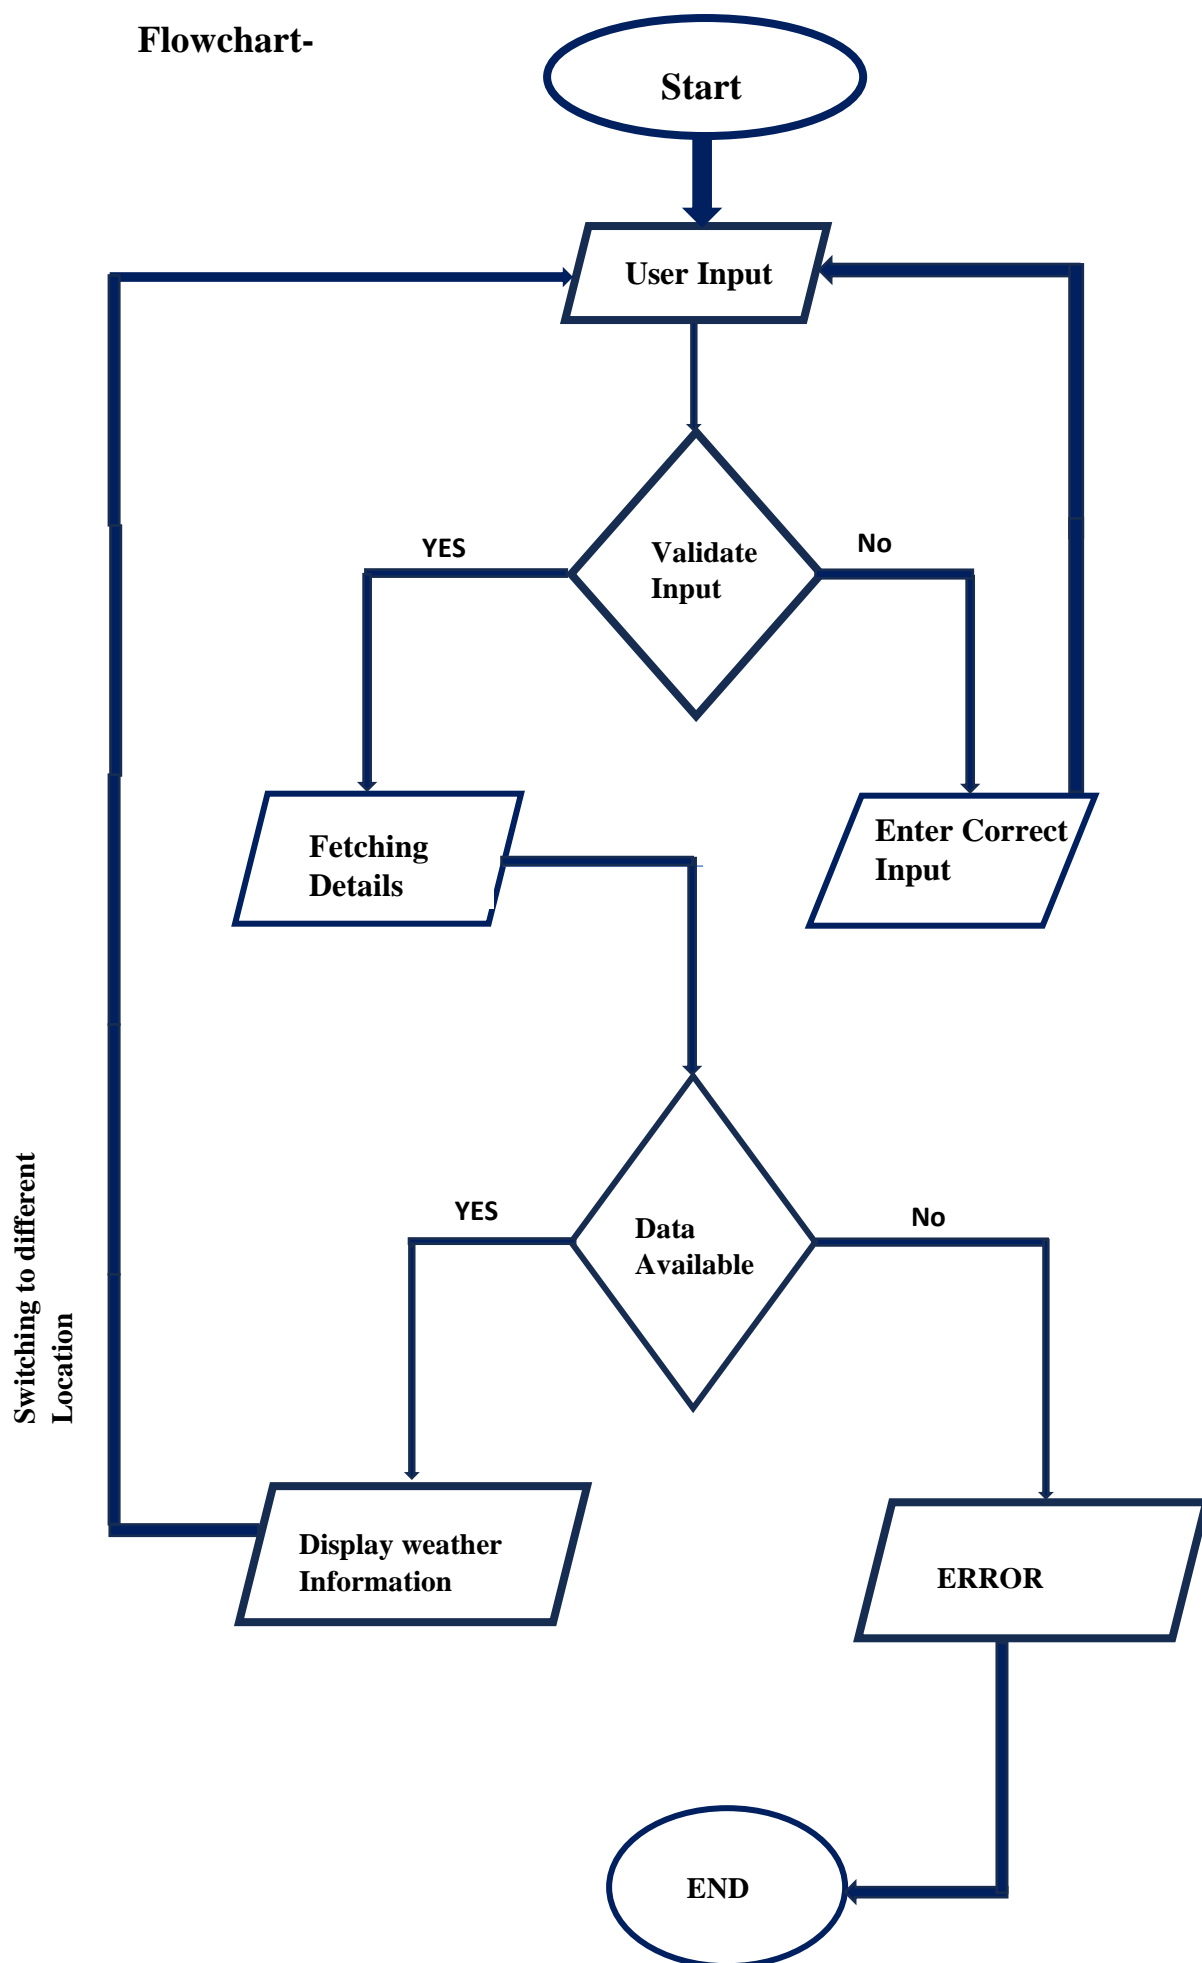 Flowchart-
Start
User Input
YES
Validate
Input
No
Fetching
Details
Enter Correct
Input
YES
Data
Available
No
Switching to different
Location
Display weather
Information
ERROR
END